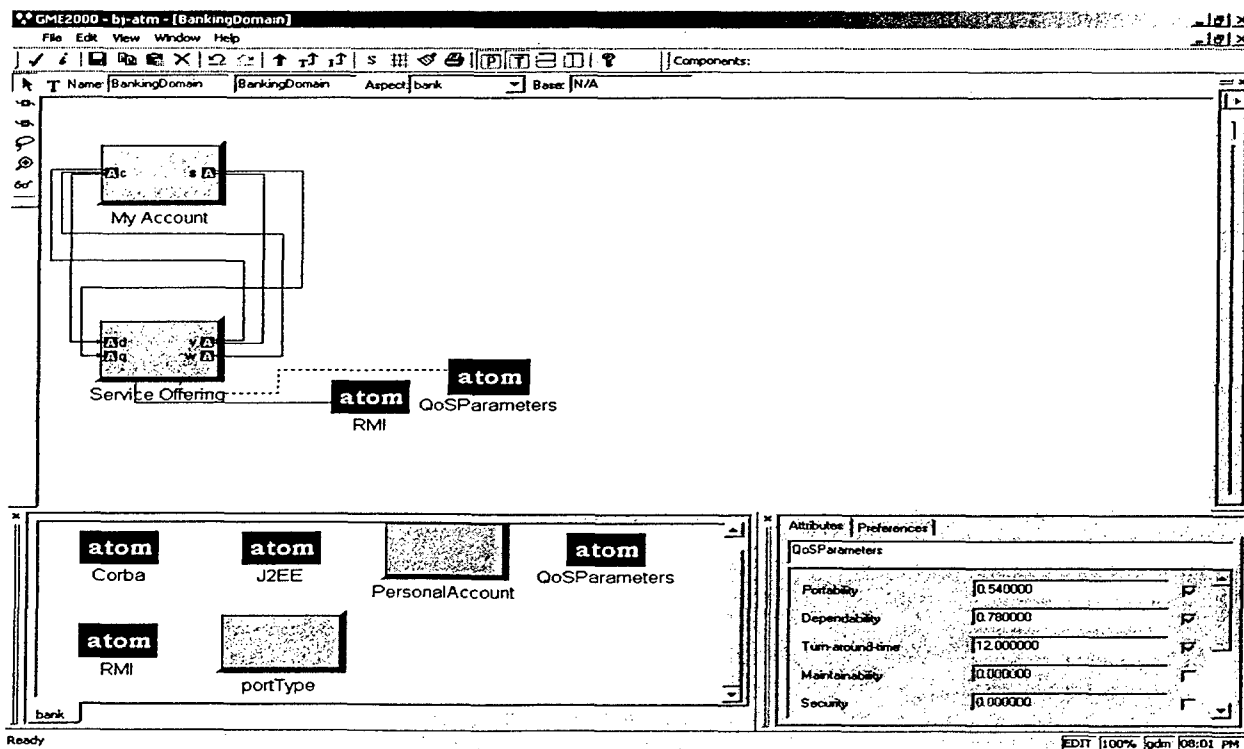 GME2000 - bj-atm - [BankingDomain]
File Edit View Window Help
Components:
T Name: BankingDomain BankingDomain Aspect: bank Base: N/A
A c s A
My Account
A d v A
A q w A
Service Offering
atom
QoSParameters
atom
RMI
atom
Corba
atom
J2EE
PersonalAccount
atom
QoSParameters
atom
RMI
portType
bank
Attributes Preferences
QoSParameters
Portability 0.540000
Dependability 0.780000
Turn-around-time 12.000000
Maintainability 0.000000
Security 0.000000
Ready
EDIT 100% gdm 08:01 PM